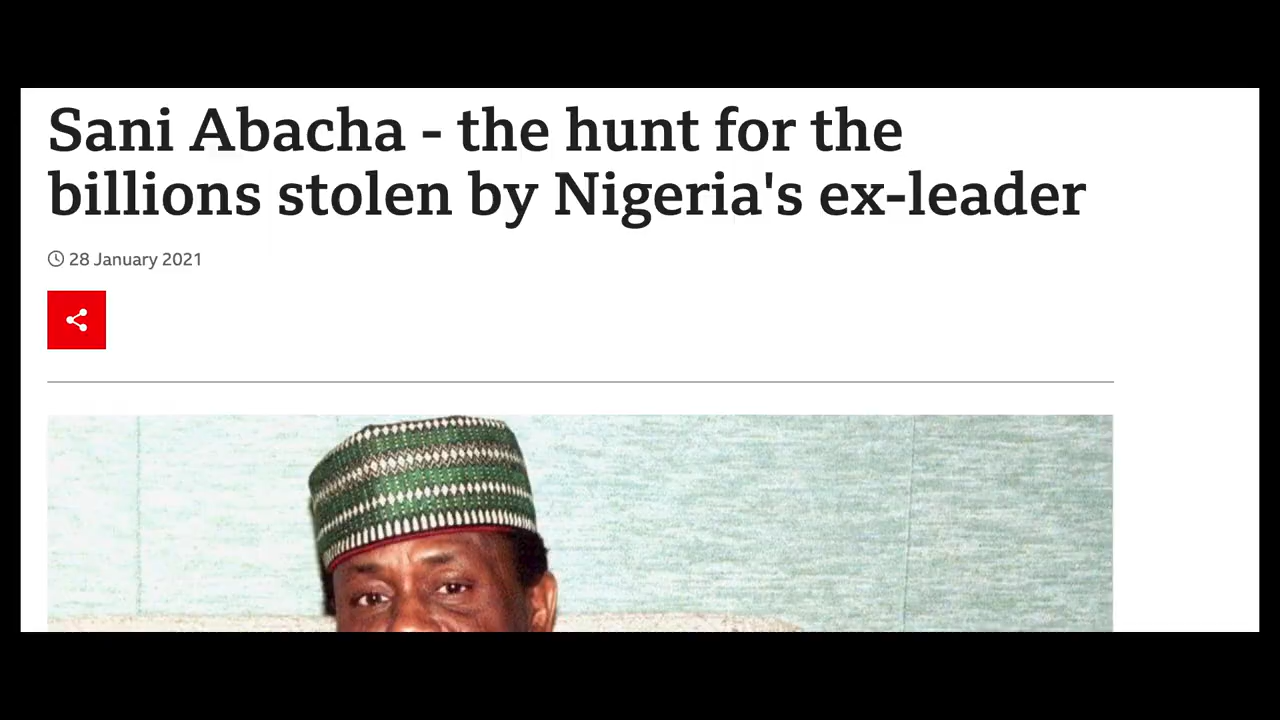 Sani Abacha - the hunt for the
billions stolen by Nigeria's ex-leader
28 January 2021